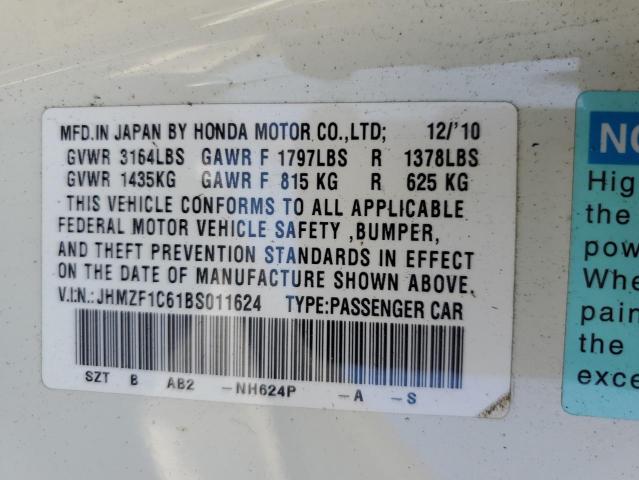 MFD.IN JAPAN BY HONDA MOTOR CO.,LTD; 12/'10
GVWR 3164LBS GAWR F 1797LBS R 1378LBS
GVWR 1435KG GAWR F 815 KG R 625 KG
THIS VEHICLE CONFORMS TO ALL APPLICABLE
FEDERAL MOTOR VEHICLE SAFETY ,BUMPER,
AND THEFT PREVENTION STANDARDS IN EFFECT
ON THE DATE OF MANUFACTURE SHOWN ABOVE.
V.I.N.:JHMZF1C61BS011624 TYPE:PASSENGER CAR
SZT B AB2 -NH624P -A -S
Hig
the
pow
Whe
pain
the
exce